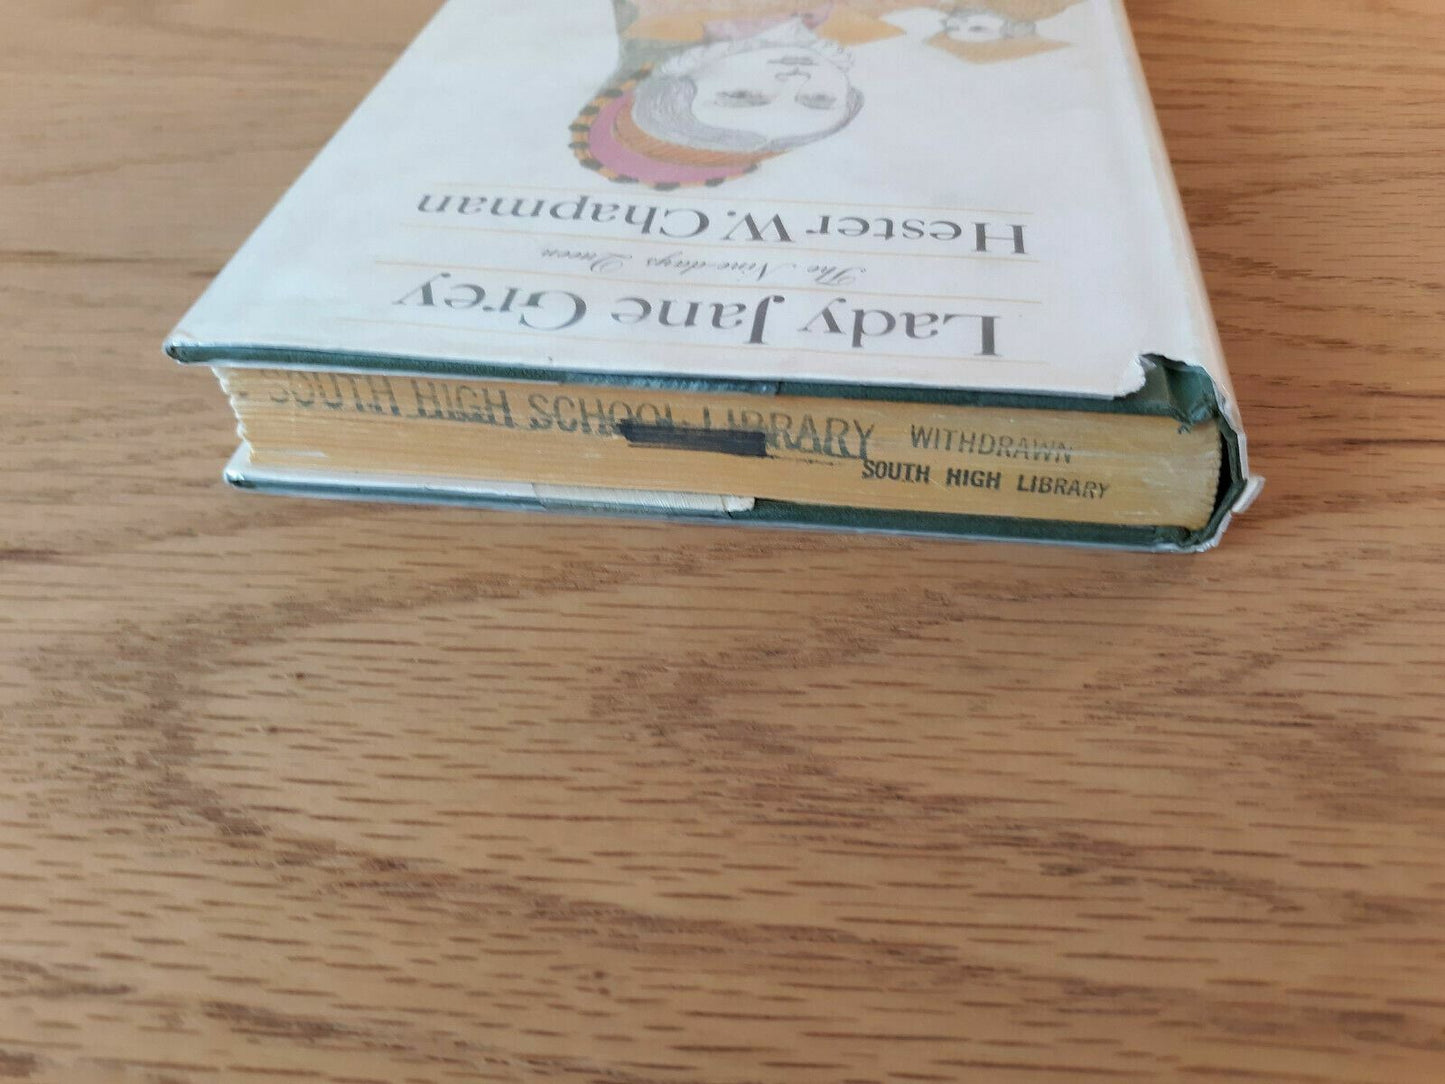 Lady Jane Grey
The Nine-days Queen
Hester W. Chapman
SOUTH HIGH SCHOOL LIBRARY
WITHDRAWN
SOUTH HIGH LIBRARY